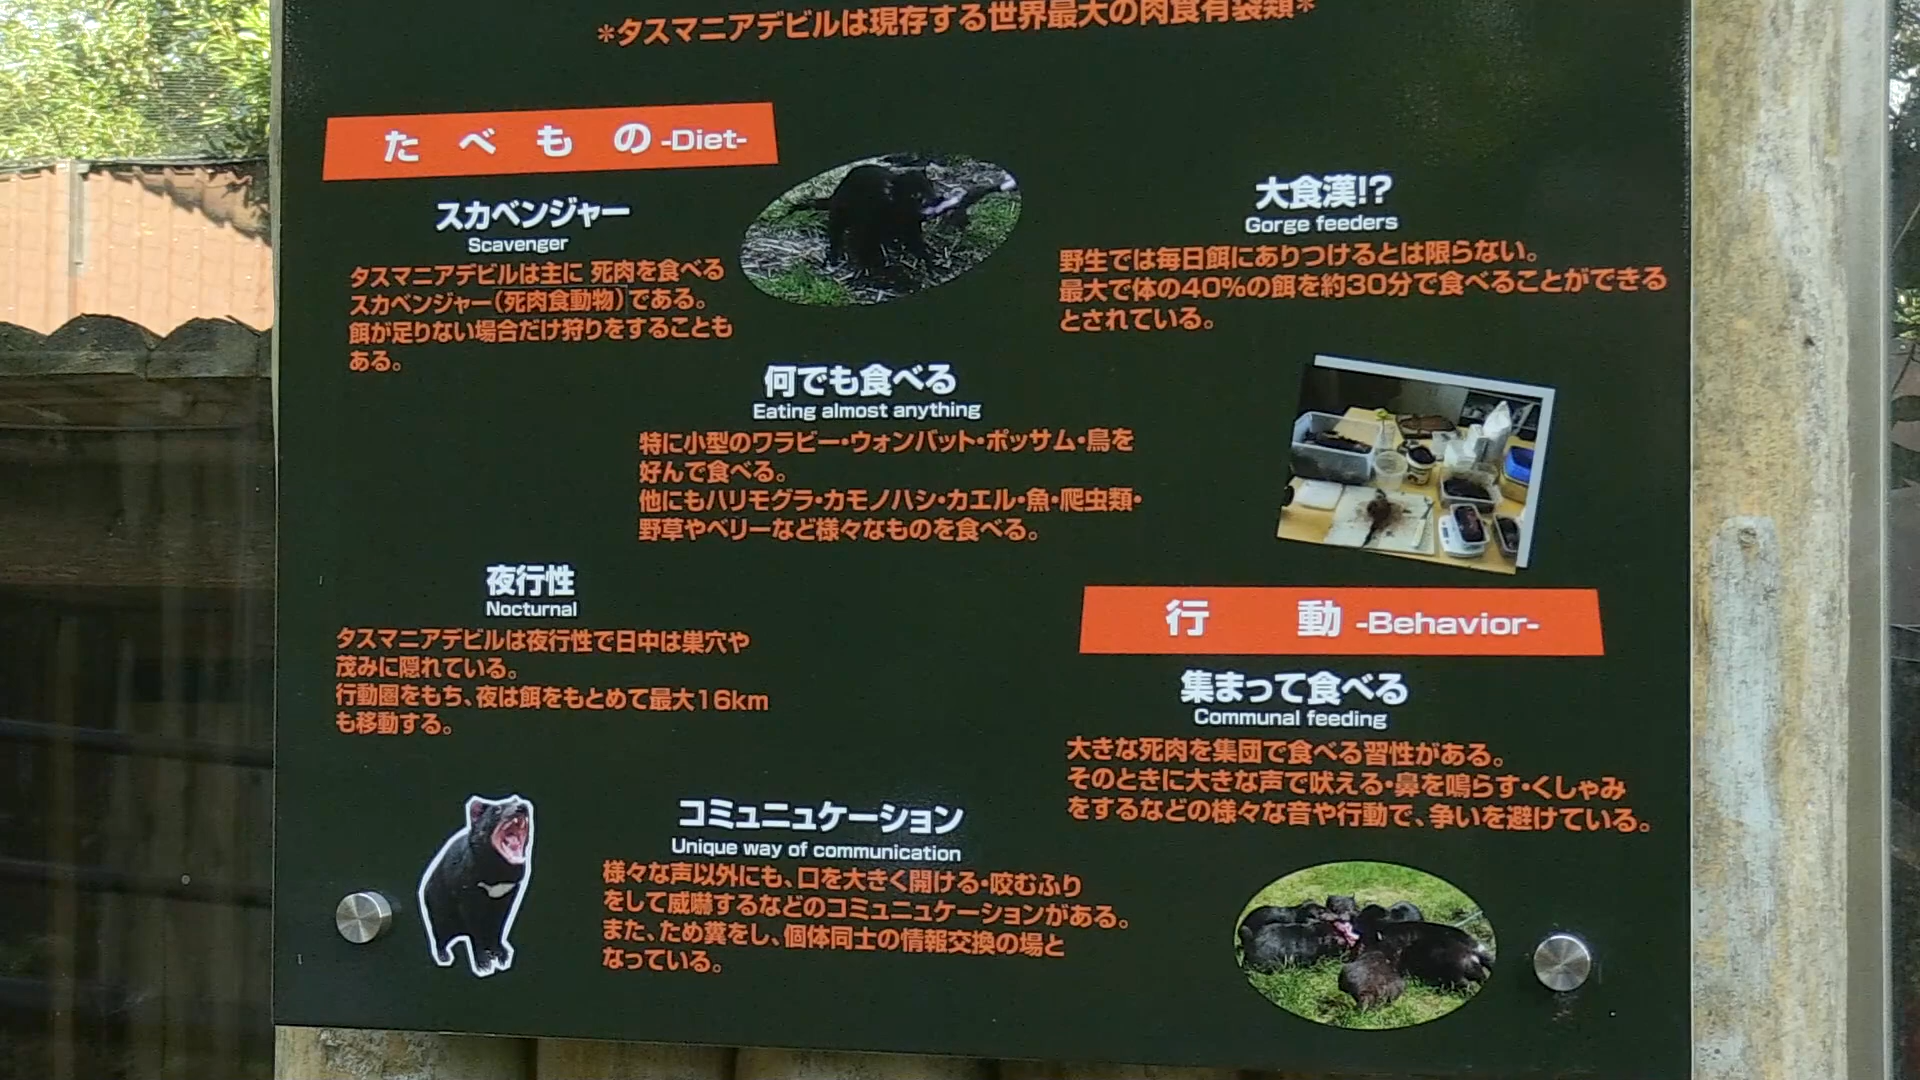 *タスマニアデビルは現存する世界最大の肉食有袋類*
たべもの -Diet-
スカベンジャー
Scavenger
タスマニアデビルは主に 死肉を食べる
スカベンジャー(死肉食動物)である。
餌が足りない場合だけ狩りをすることも
ある。
大食漢!?
Gorge feeders
野生では毎日餌にありつけるとは限らない。
最大で体の40%の餌を約30分で食べることができる
とされている。
何でも食べる
Eating almost anything
特に小型のワラビー・ウォンバット・ポッサム・鳥を
好んで食べる。
他にもハリモグラ・カモノハシ・カエル・魚・爬虫類・
野草やベリーなど様々なものを食べる。
夜行性
Nocturnal
タスマニアデビルは夜行性で日中は巣穴や
茂みに隠れている。
行動圏をもち、夜は餌をもとめて最大16km
も移動する。
行動 -Behavior-
集まって食べる
Communal feeding
大きな死肉を集団で食べる習性がある。
そのときに大きな声で吠える・鼻を鳴らす・くしゃみ
をするなどの様々な音や行動で、争いを避けている。
コミュニュケーション
Unique way of communication
様々な声以外にも、口を大きく開ける・咬むふり
をして威嚇するなどのコミュニュケーションがある。
また、ため糞をし、個体同士の情報交換の場と
なっている。